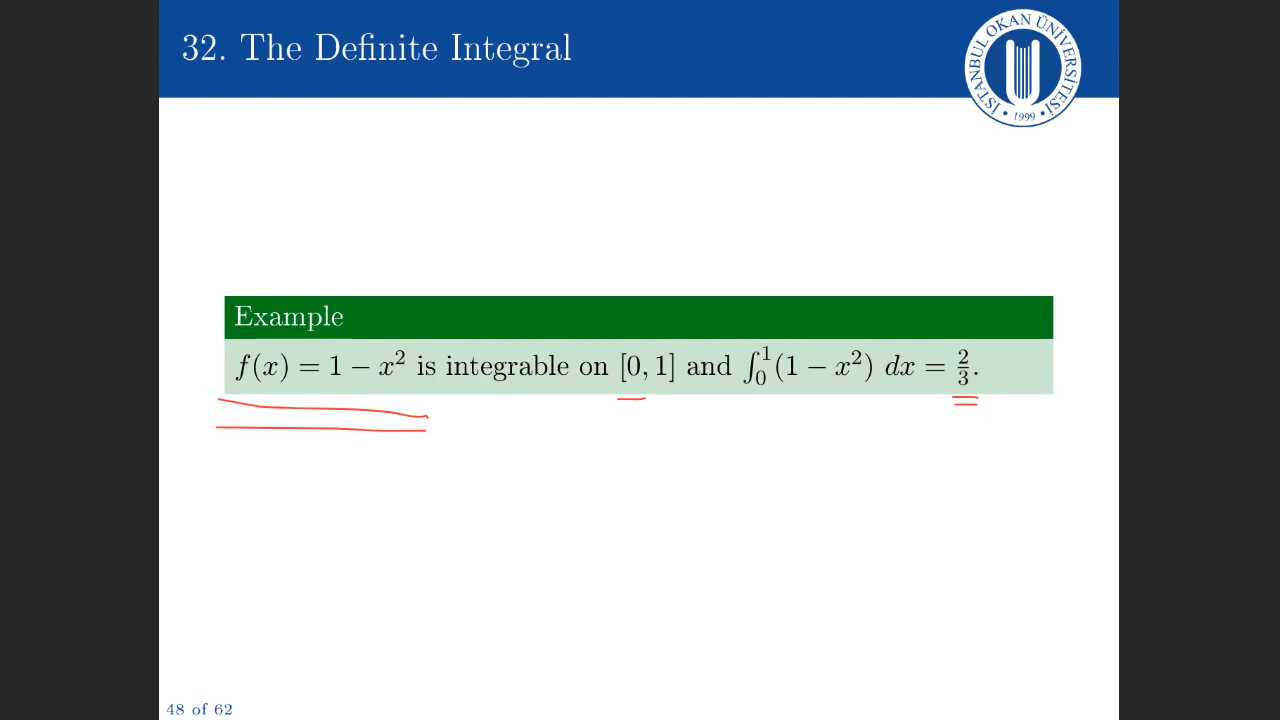 32. The Definite Integral
İSTANBUL OKAN ÜNİVERSİTESİ
• 1999 •
Example
f(x) = 1 − x² is integrable on [0, 1] and ∫₀¹(1 − x²) dx = 2/3.
48 of 62